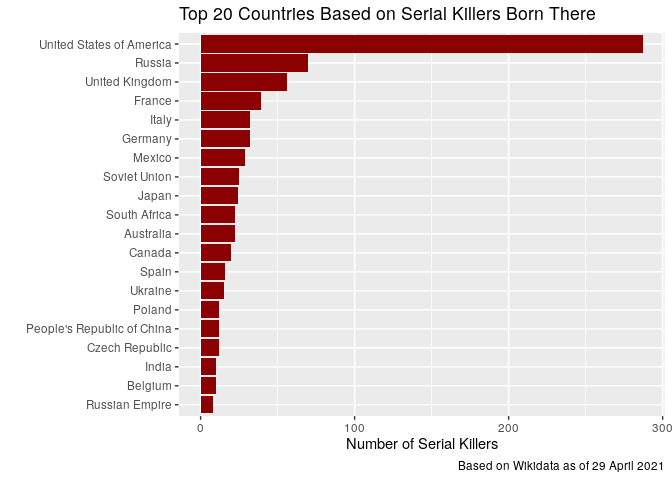 Top 20 Countries Based on Serial Killers Born There
United States of America
Russia
United Kingdom
France
Italy
Germany
Mexico
Soviet Union
Japan
South Africa
Australia
Canada
Spain
Ukraine
Poland
People's Republic of China
Czech Republic
India
Belgium
Russian Empire
0 100 200 300
Number of Serial Killers
Based on Wikidata as of 29 April 2021